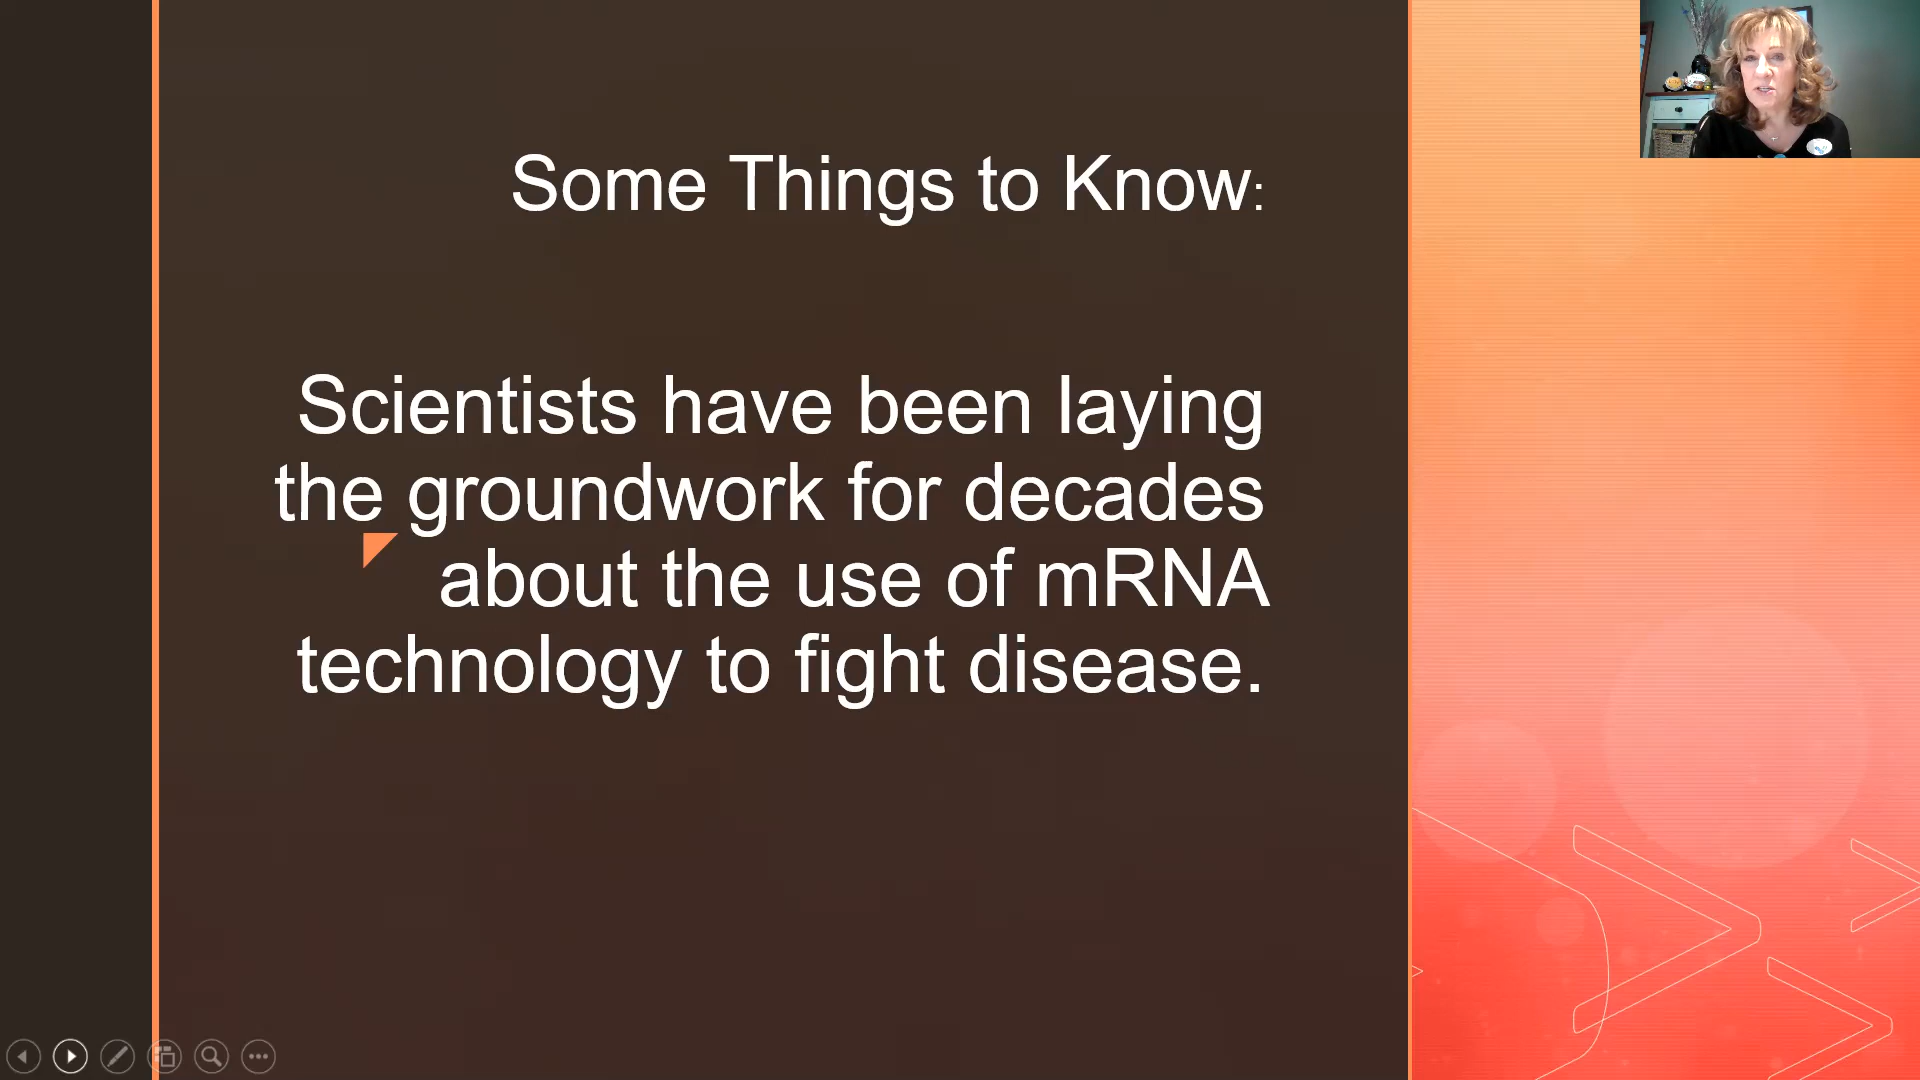 Some Things to Know:
Scientists have been laying
the groundwork for decades
about the use of mRNA
technology to fight disease.